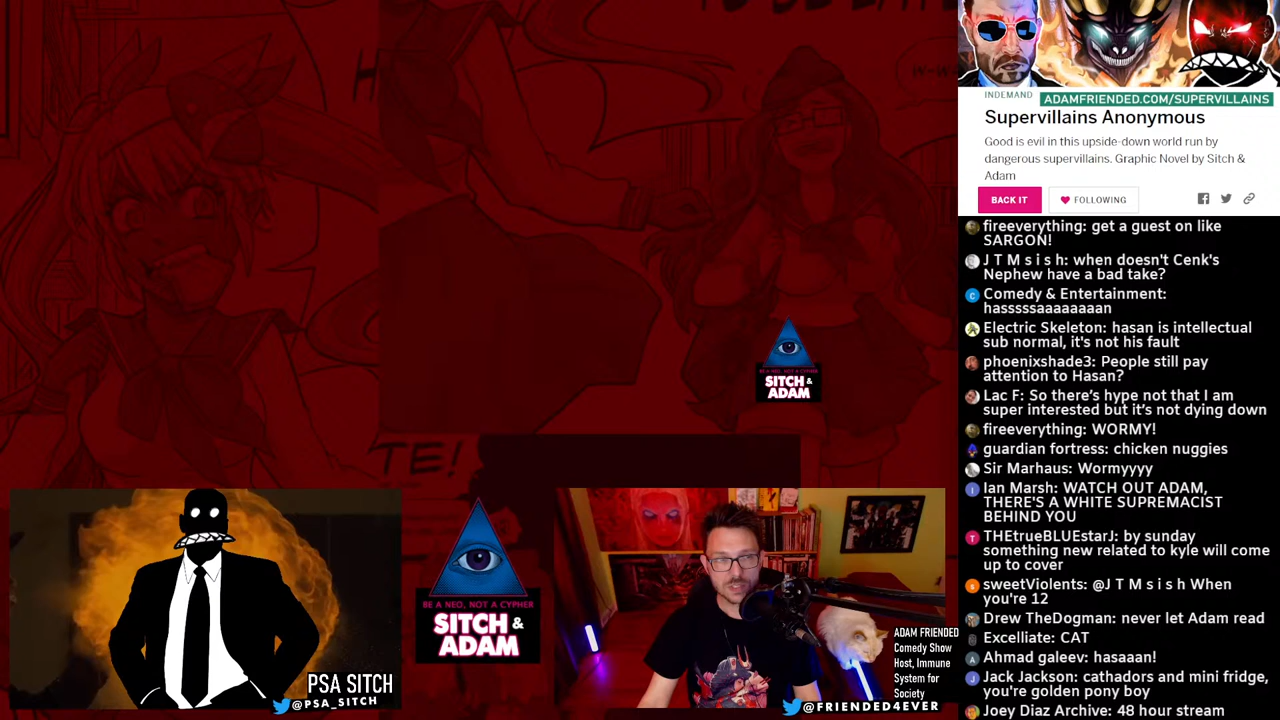 TE!
INDEMAND
ADAMFRIENDED.COM/SUPERVILLAINS
Supervillains Anonymous
Good is evil in this upside-down world run by
dangerous supervillains. Graphic Novel by Sitch &
Adam
BACK IT
FOLLOWING
fireeverything: get a guest on like
SARGON!
J T M s i s h: when doesn't Cenk's
Nephew have a bad take?
Comedy & Entertainment:
hasssssaaaaaaaan
Electric Skeleton: hasan is intellectual
sub normal, it's not his fault
phoenixshade3: People still pay
attention to Hasan?
Lac F: So there's hype not that I am
super interested but it's not dying down
fireeverything: WORMY!
guardian fortress: chicken nuggies
Sir Marhaus: Wormyyyy
Ian Marsh: WATCH OUT ADAM,
THERE'S A WHITE SUPREMACIST
BEHIND YOU
THEtrueBLUEstarJ: by sunday
something new related to kyle will come
up to cover
sweetViolents: @J T M s i s h When
you're 12
Drew TheDogman: never let Adam read
Excelliate: CAT
Ahmad galeev: hasaaan!
Jack Jackson: cathadors and mini fridge,
you're golden pony boy
Joey Diaz Archive: 48 hour stream
BE A NEO, NOT A CYPHER
SITCH &
ADAM
PSA SITCH
@PSA_SITCH
BE A NEO, NOT A CYPHER
SITCH &
ADAM
ADAM FRIENDED
Comedy Show
Host, Immune
System for
Society
@FRIENDED4EVER